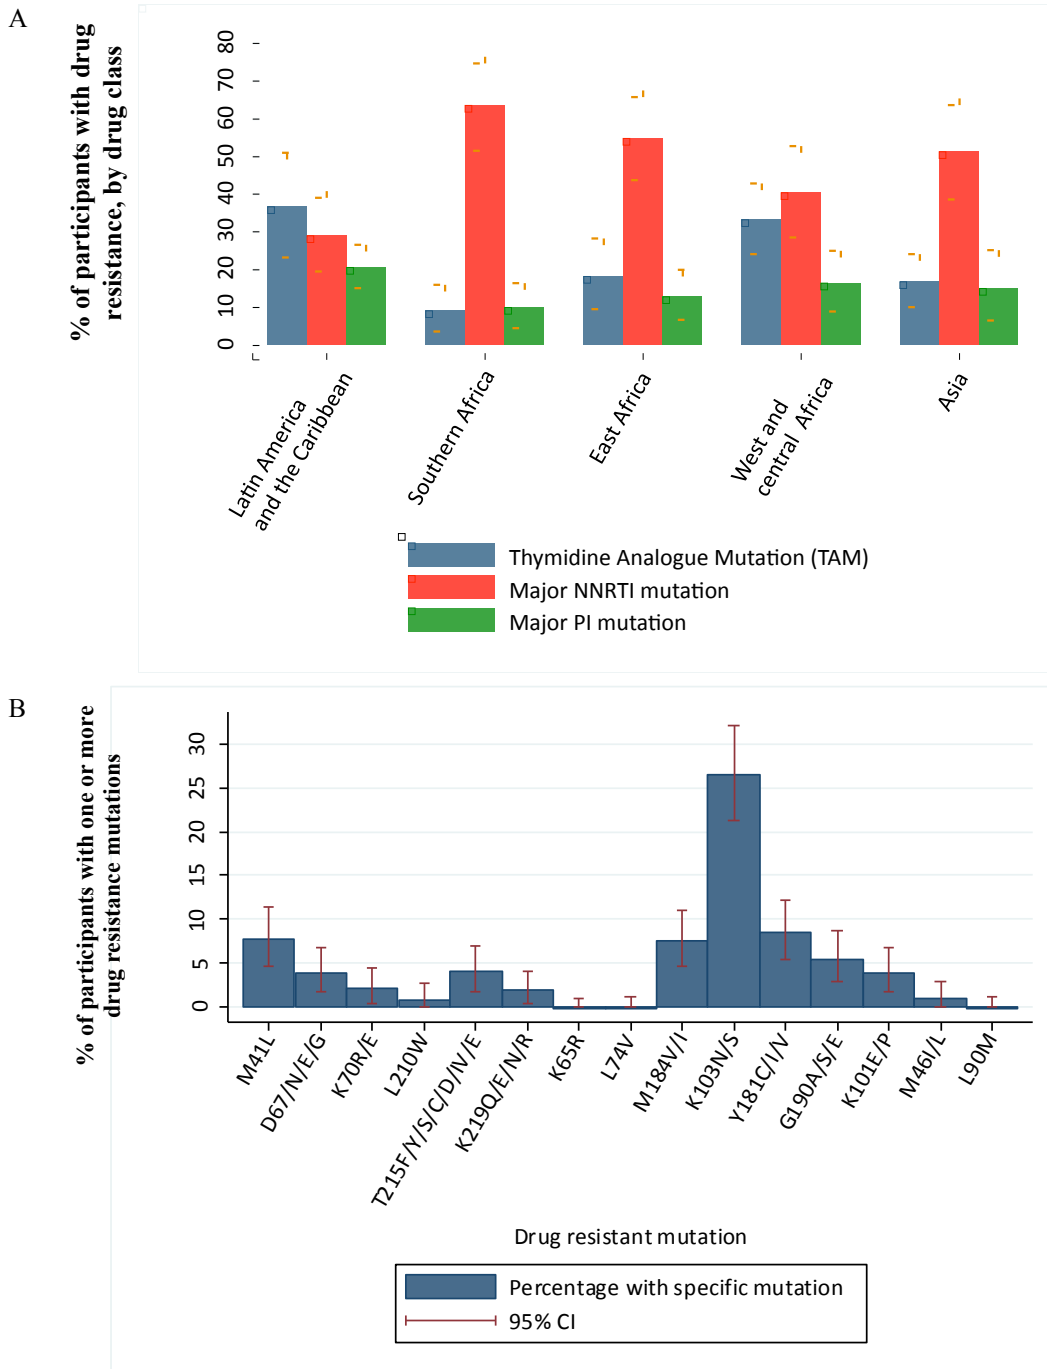 A
% of participants with drug
resistance, by drug class
80
70
60
50
40
30
20
10
0
Latin America
and the Caribbean
Southern Africa
East Africa
West and
central Africa
Asia
Thymidine Analogue Mutation (TAM)
Major NNRTI mutation
Major PI mutation
B
% of participants with one or more
drug resistance mutations
30
25
20
15
10
5
0
M41L
D67/N/E/G
K70R/E
L210W
T215F/Y/S/C/D/IV/E
K219Q/E/N/R
K65R
L74V
M184V/I
K103N/S
Y181C/I/V
G190A/S/E
K101E/P
M46I/L
L90M
Drug resistant mutation
Percentage with specific mutation
95% CI